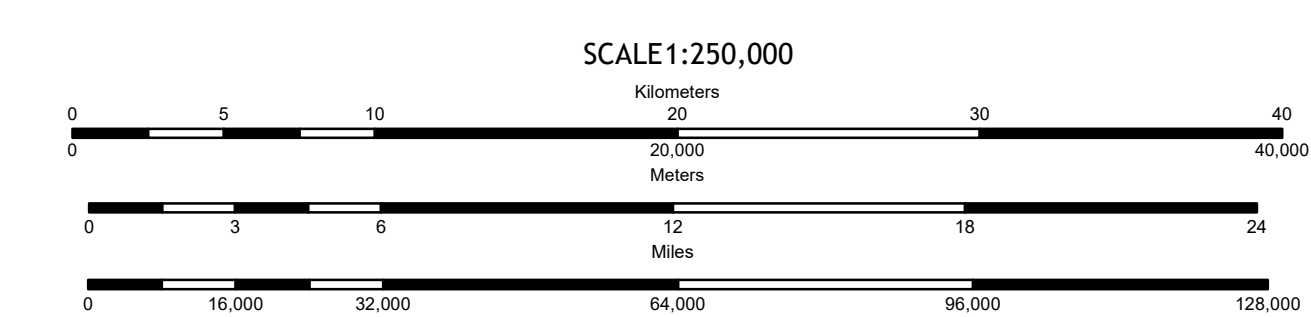 SCALE1:250,000
Kilometers
0 5 10 20 30 40
0 20,000 40,000
Meters
0 3 6 12 18 24
Miles
0 16,000 32,000 64,000 96,000 128,000